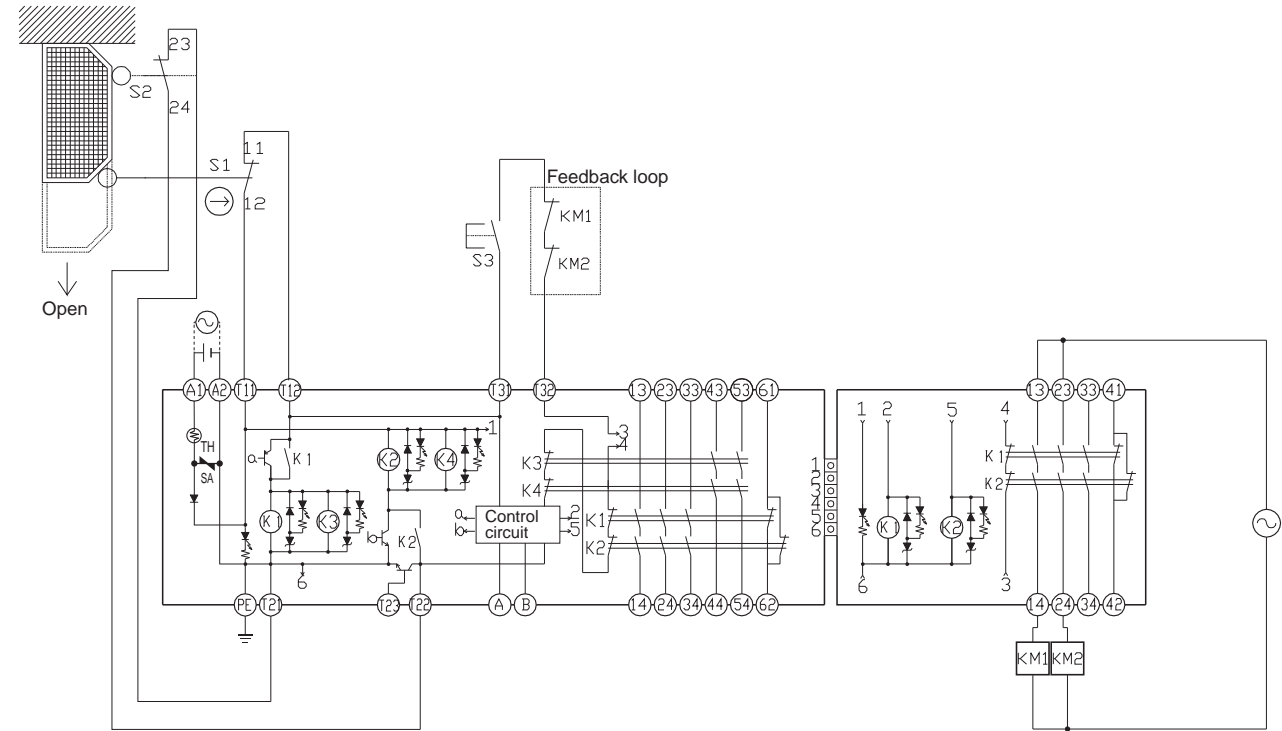 23
S2
24
11
S1
12
Feedback loop
KM1
S3
KM2
Open
A1 A2 T11 T12 T31 T32 13 23 33 43 53 61
13 23 33 41
TH
SA
a
K1
K1
K3
K2
K4
1
3
4
K3
K4
a
b
Control
circuit
2
5
K1
K2
b
K2
6
1
2
3
4
5
6
1 2 5 4
K1
K2
K1
K2
6
3
PE T21 T23 T22 A B 14 24 34 44 54 62
14 24 34 42
KM1 KM2